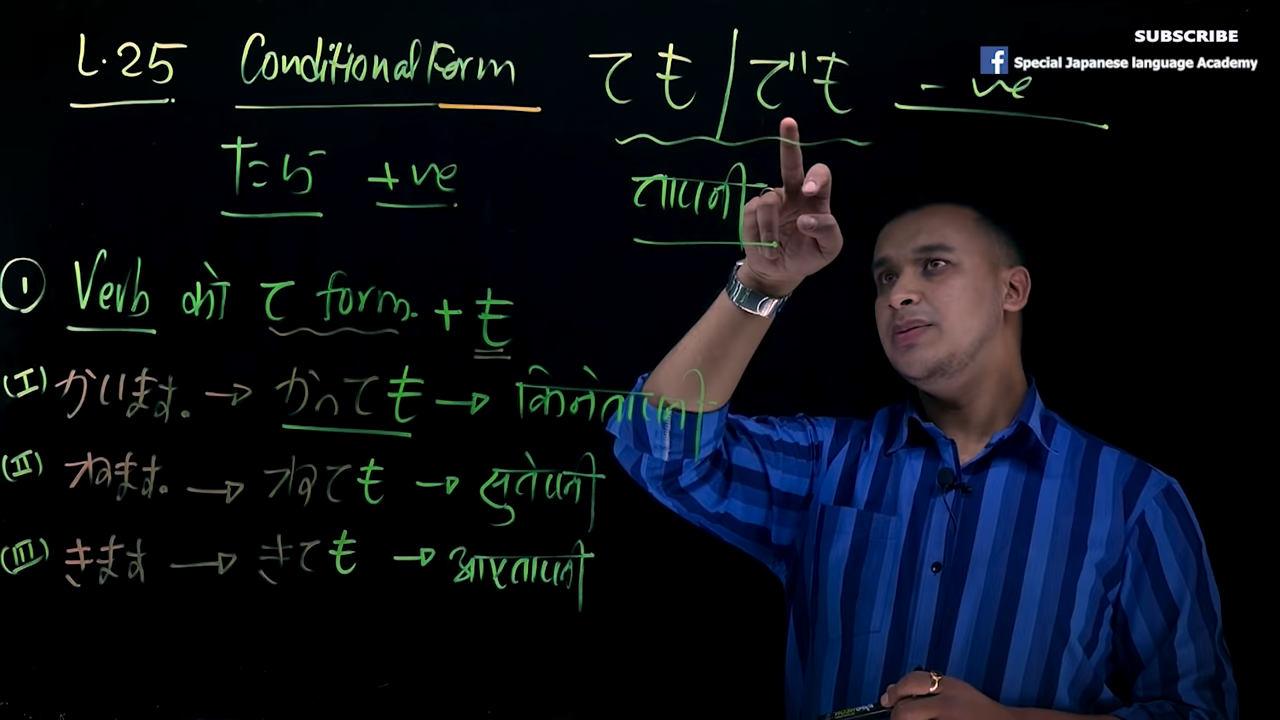 SUBSCRIBE
Special Japanese language Academy
L.25 Conditional Form ても / でも - ve
たら +ve तापनी
① Verb को て form. + も
(I) かいます。 → かって も → किनेतापनी
(II) ねます。 → ねて も → सुतेपनी
(III) きます → きて も → आएतापनी